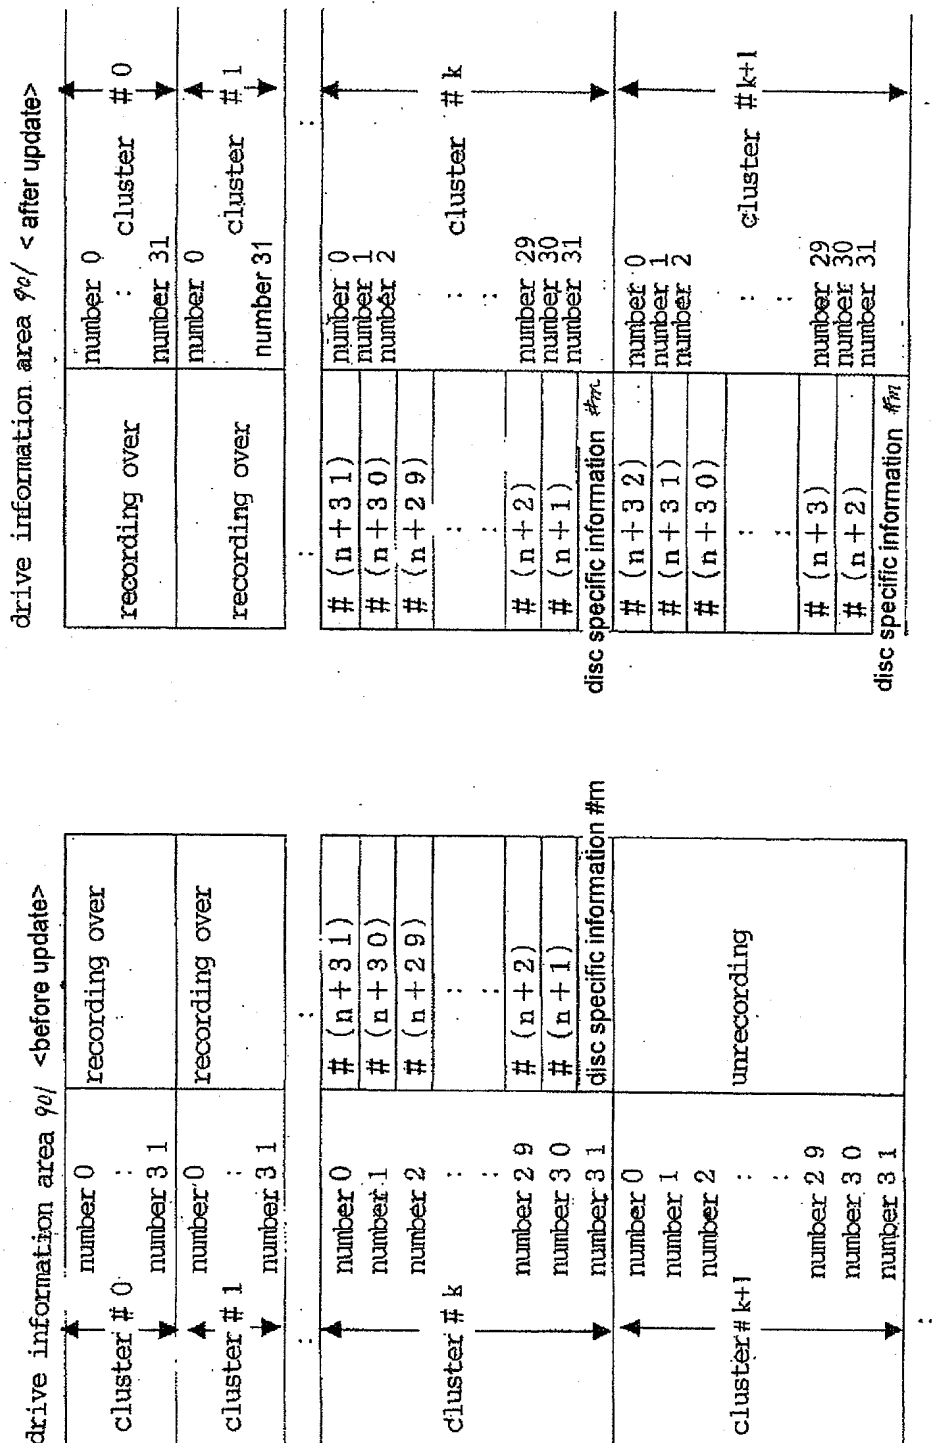 drive information area 901 <before update>
cluster # 0
number 0
:
number 3 1
recording over
cluster # 1
number 0
:
number 3 1
recording over
:
:
cluster # k
number 0
# (n + 3 1)
number 1
# (n + 3 0)
number 2
# (n + 2 9)
:
:
:
:
number 2 9
# (n + 2)
number 3 0
# (n + 1)
number 3 1
disc specific information #m
cluster # k+1
number 0
number 1
number 2
:
:
number 2 9
number 3 0
number 3 1
unrecording
:
drive information area 901 < after update>
recording over
number 0
:
number 31
cluster # 0
recording over
number 0
number 31
cluster # 1
:
:
# (n + 3 1)
number 0
# (n + 3 0)
number 1
# (n + 2 9)
number 2
:
:
:
:
# (n + 2)
number 29
# (n + 1)
number 30
disc specific information #m
number 31
cluster # k
# (n + 3 2)
number 0
# (n + 3 1)
number 1
# (n + 3 0)
number 2
:
:
:
:
# (n + 3)
number 29
# (n + 2)
number 30
disc specific information #m
number 31
cluster # k+1